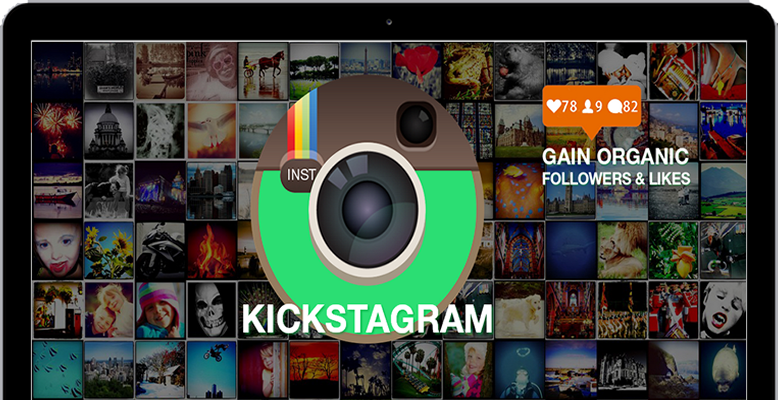 78 9 82
GAIN ORGANIC
FOLLOWERS & LIKES
INST
KICKSTAGRAM